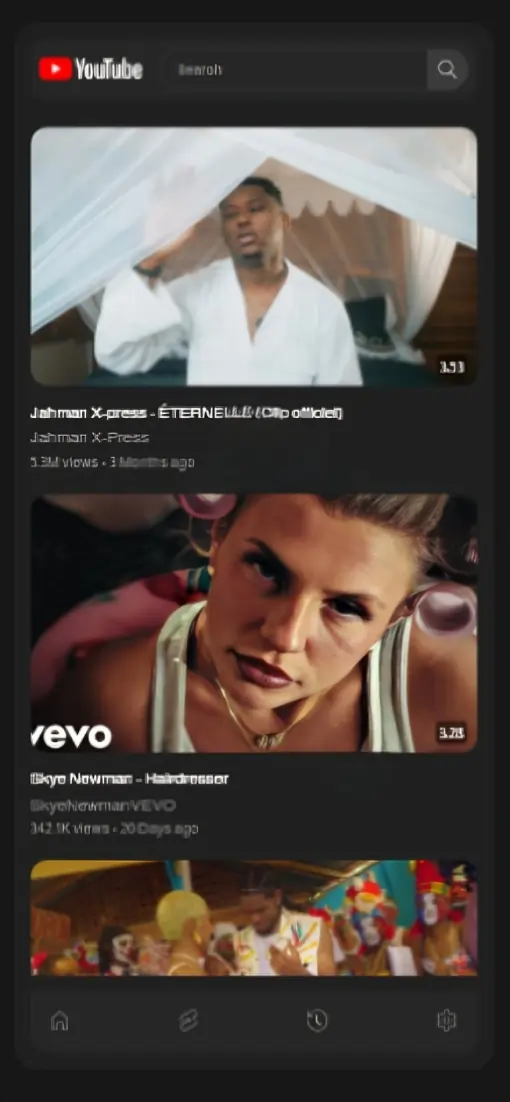 YouTube
Search
3:53
Jahman X-press - ÉTERNELLE (Clip officiel)
Jahman X-Press
5.3M views • 3 Months ago
vevo
3:28
Skye Newman - Hairdresser
SkyeNewmanVEVO
342.1K views • 20 Days ago